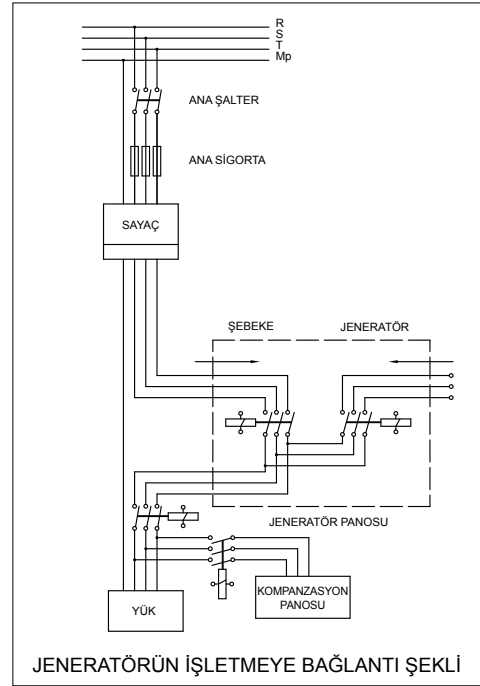 R
S
T
Mp
ANA ŞALTER
ANA SİGORTA
SAYAÇ
ŞEBEKE
JENERATÖR
JENERATÖR PANOSU
YÜK
KOMPANZASYON
PANOSU
JENERATÖRÜN İŞLETMEYE BAĞLANTI ŞEKLİ